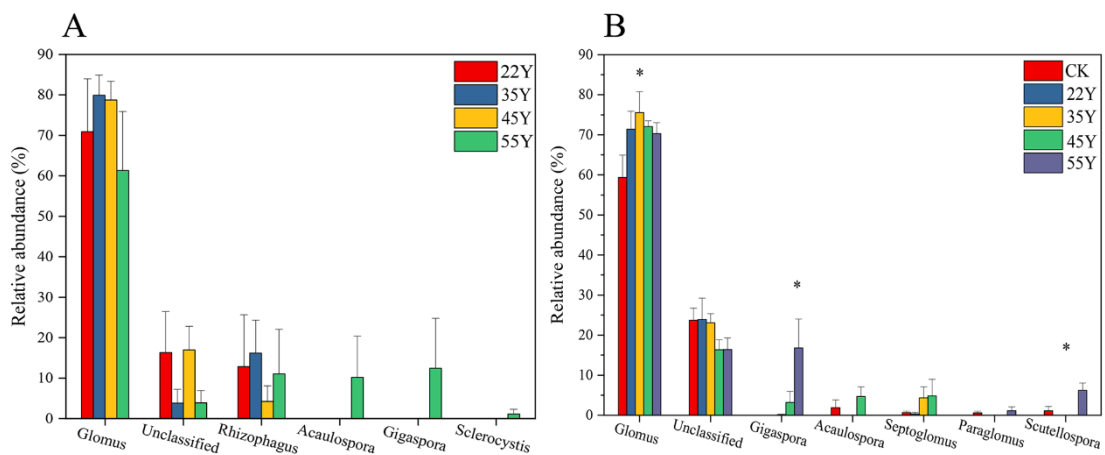 A
Relative abundance (%)
90
80
70
60
50
40
30
20
10
0
22Y
35Y
45Y
55Y
Glomus
Unclassified
Rhizophagus
Acaulospora
Gigaspora
Sclerocystis
B
Relative abundance (%)
90
80
70
60
50
40
30
20
10
0
*
*
*
CK
22Y
35Y
45Y
55Y
Glomus
Unclassified
Gigaspora
Acaulospora
Septoglomus
Paraglomus
Scutellospora